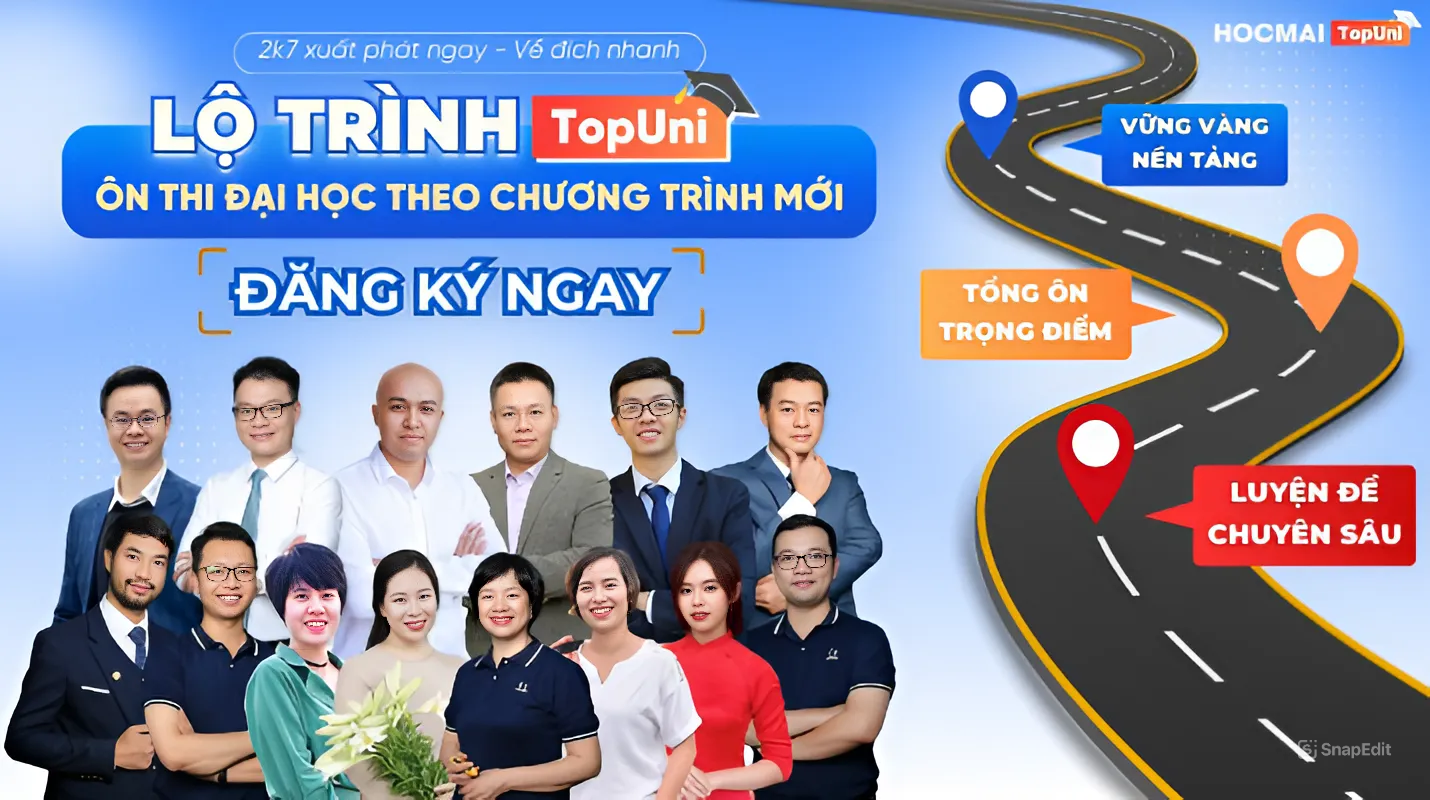 2k7 xuất phát ngay - Về đích nhanh
LỘ TRÌNH TopUni
ÔN THI ĐẠI HỌC THEO CHƯƠNG TRÌNH MỚI
ĐĂNG KÝ NGAY
HOCMAI TopUni
VỮNG VÀNG
NỀN TẢNG
TỔNG ÔN
TRỌNG ĐIỂM
LUYỆN ĐỀ
CHUYÊN SÂU
SnapEdit